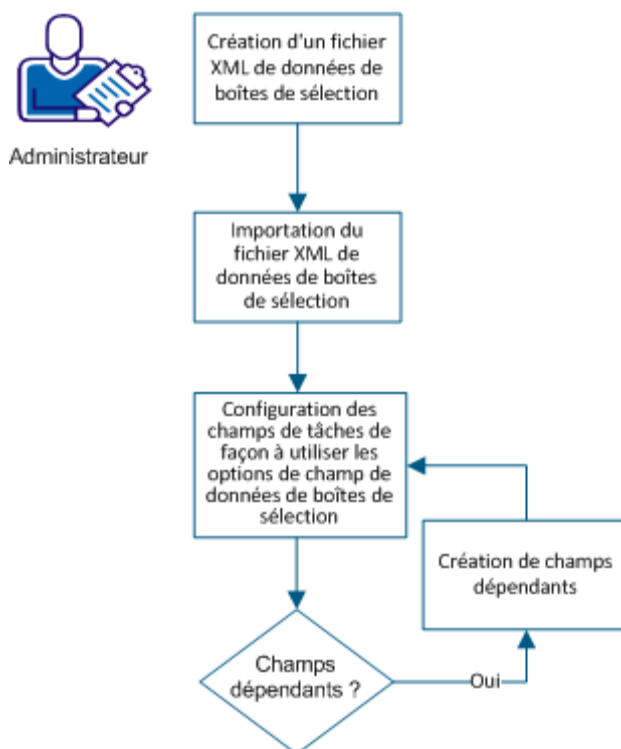 Création d'un fichier
XML de données de
boîtes de sélection
Administrateur
Importation du
fichier XML de
données de boîtes
de sélection
Configuration des
champs de tâches de
façon à utiliser les
options de champ de
données de boîtes de
sélection
Création de champs
dépendants
Champs
dépendants ?
Oui